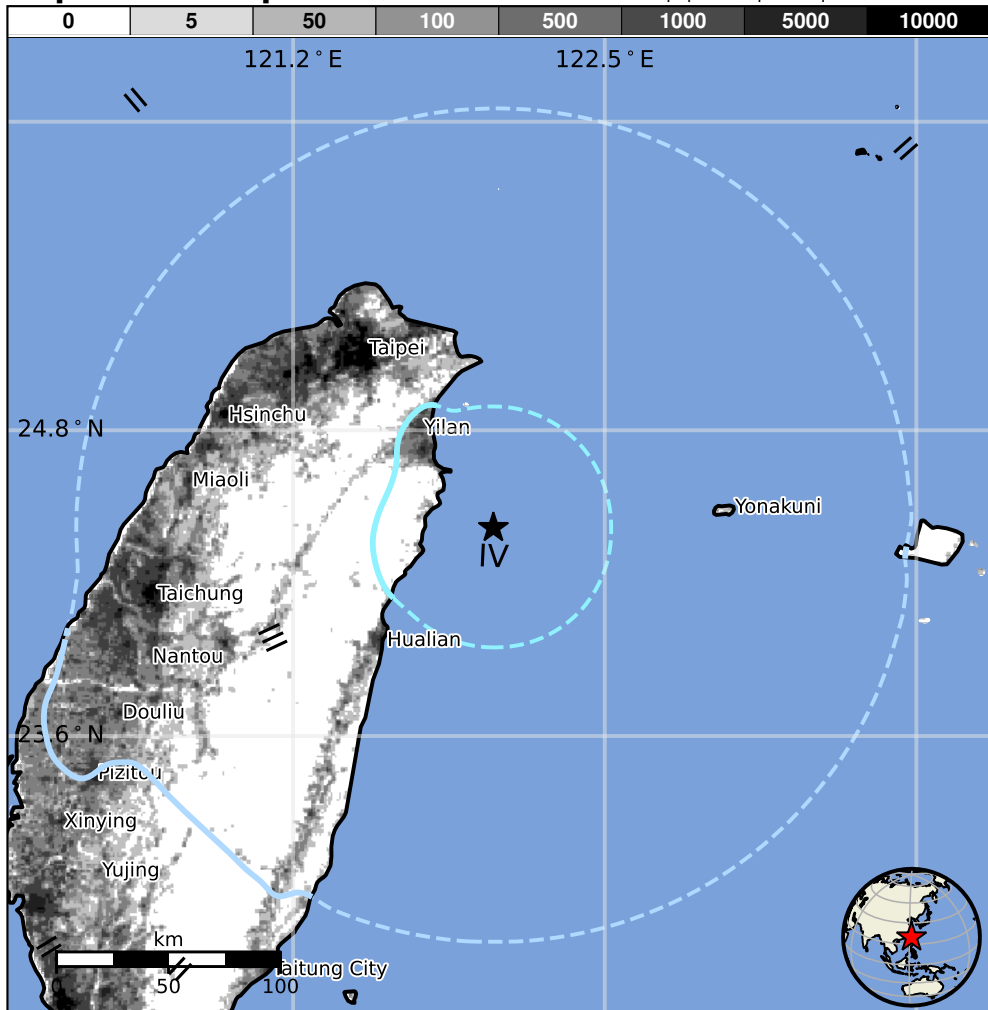 0 5 50 100 500 1000 5000 10000
121.2°E 122.5°E
Taipei
Hsinchu
24.8°N
Yilan
Miaoli
Yonakuni
IV
Taichung
Hualian
Nantou
Douliu
23.6°N
Pizitou
Xinying
Yujing
km
Taitung City
0 50 100